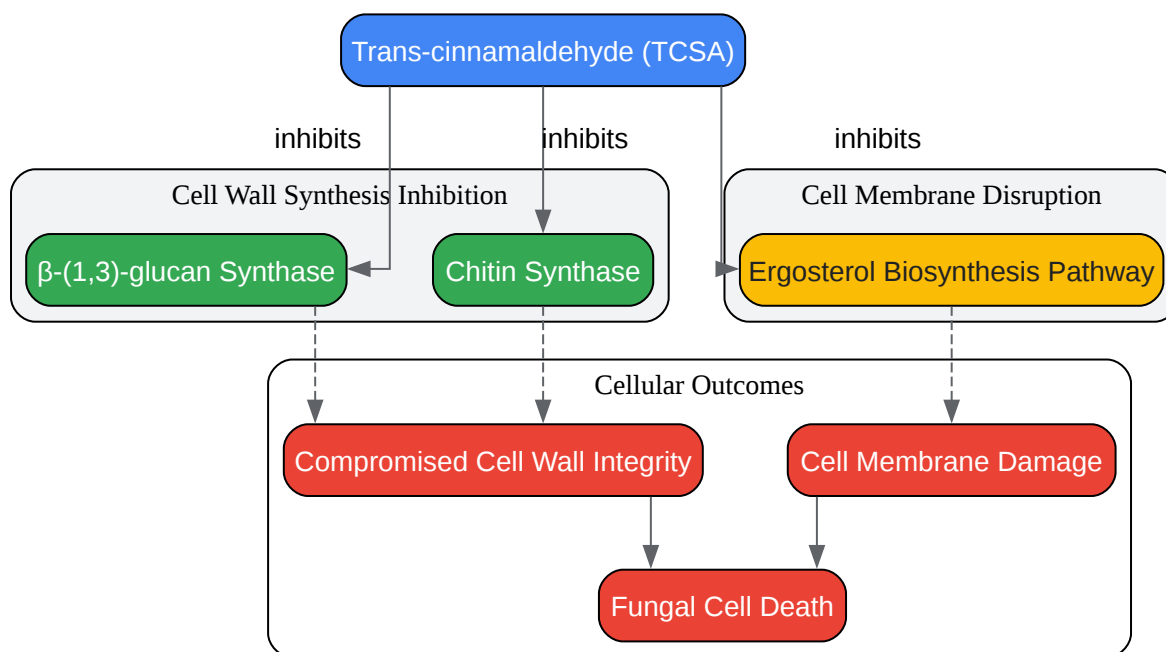 Trans-cinnamaldehyde (TCSA)
inhibits
inhibits
inhibits
Cell Wall Synthesis Inhibition
Cell Membrane Disruption
β-(1,3)-glucan Synthase
Chitin Synthase
Ergosterol Biosynthesis Pathway
Cellular Outcomes
Compromised Cell Wall Integrity
Cell Membrane Damage
Fungal Cell Death